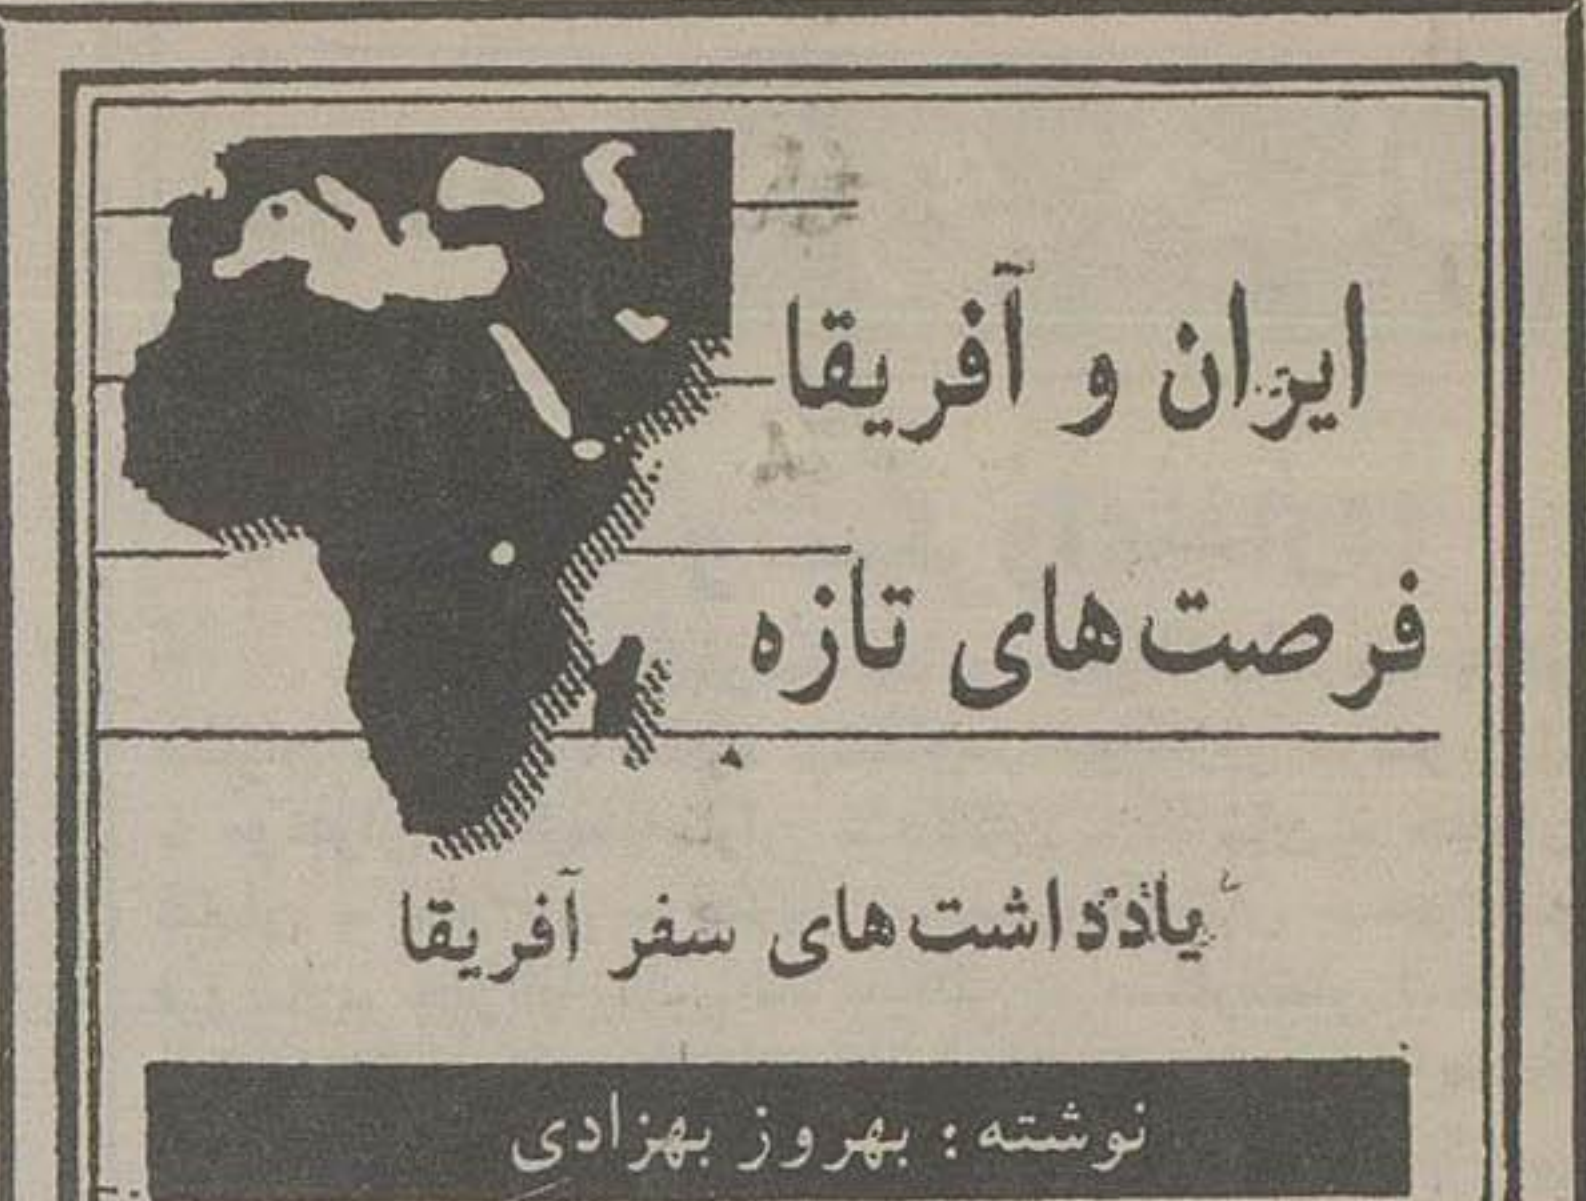 ایران و آفریقا
فرصت‌های تازه
یادداشت‌های سفر آفریقا
نوشته: بهروز بهزادی